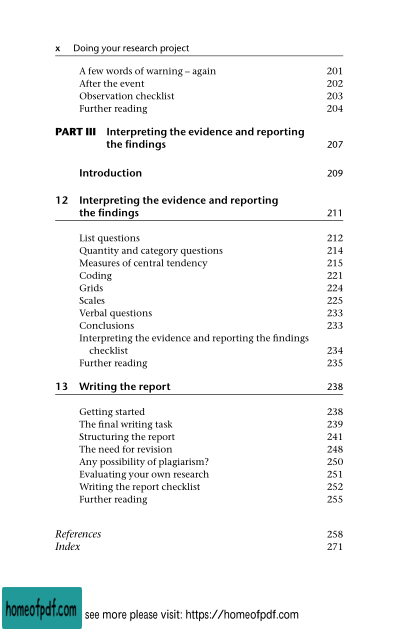 x Doing your research project
A few words of warning – again 201
After the event 202
Observation checklist 203
Further reading 204
PART III Interpreting the evidence and reporting
the findings 207
Introduction 209
12 Interpreting the evidence and reporting
the findings 211
List questions 212
Quantity and category questions 214
Measures of central tendency 215
Coding 221
Grids 224
Scales 225
Verbal questions 233
Conclusions 233
Interpreting the evidence and reporting the findings
checklist 234
Further reading 235
13 Writing the report 238
Getting started 238
The final writing task 239
Structuring the report 241
The need for revision 248
Any possibility of plagiarism? 250
Evaluating your own research 251
Writing the report checklist 252
Further reading 255
References 258
Index 271
homeofpdf.com see more please visit: https://homeofpdf.com